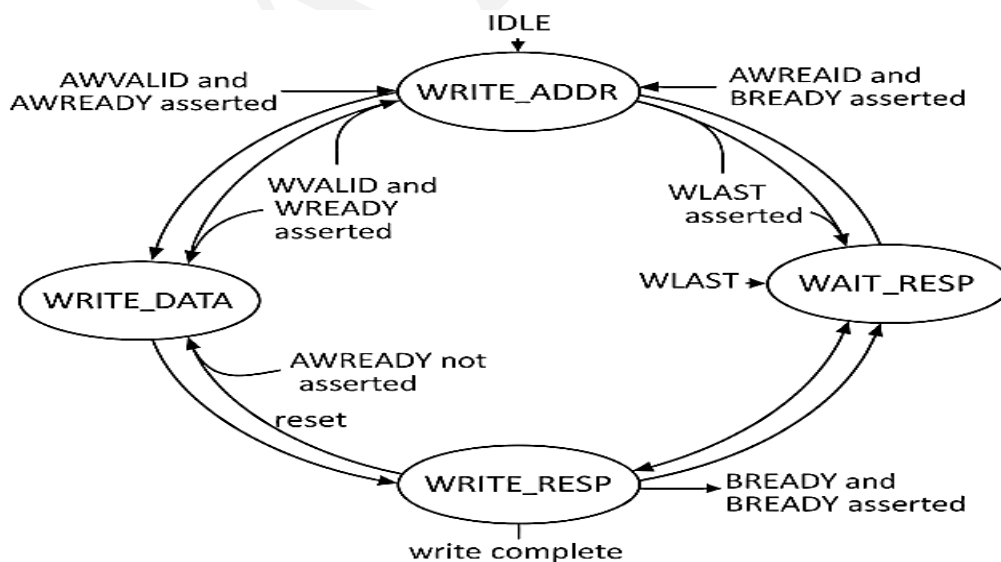 IDLE
AWVALID and
AWREADY asserted
WRITE_ADDR
AWREAID and
BREADY asserted
WVALID and
WREADY
asserted
WLAST
asserted
WRITE_DATA
WLAST
WAIT_RESP
AWREADY not
asserted
reset
WRITE_RESP
BREADY and
BREADY asserted
write complete